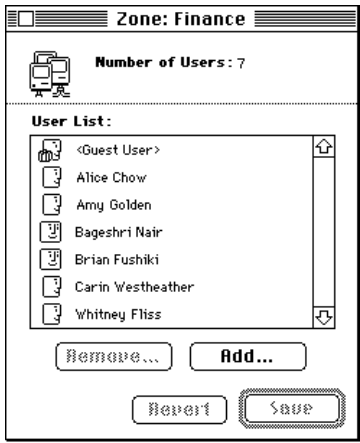 Zone: Finance
Number of Users: 7
User List:
<Guest User>
Alice Chow
Amy Golden
Bageshri Nair
Brian Fushiki
Carin Westheather
Whitney Fliss
Remove...
Add...
Revert
Save